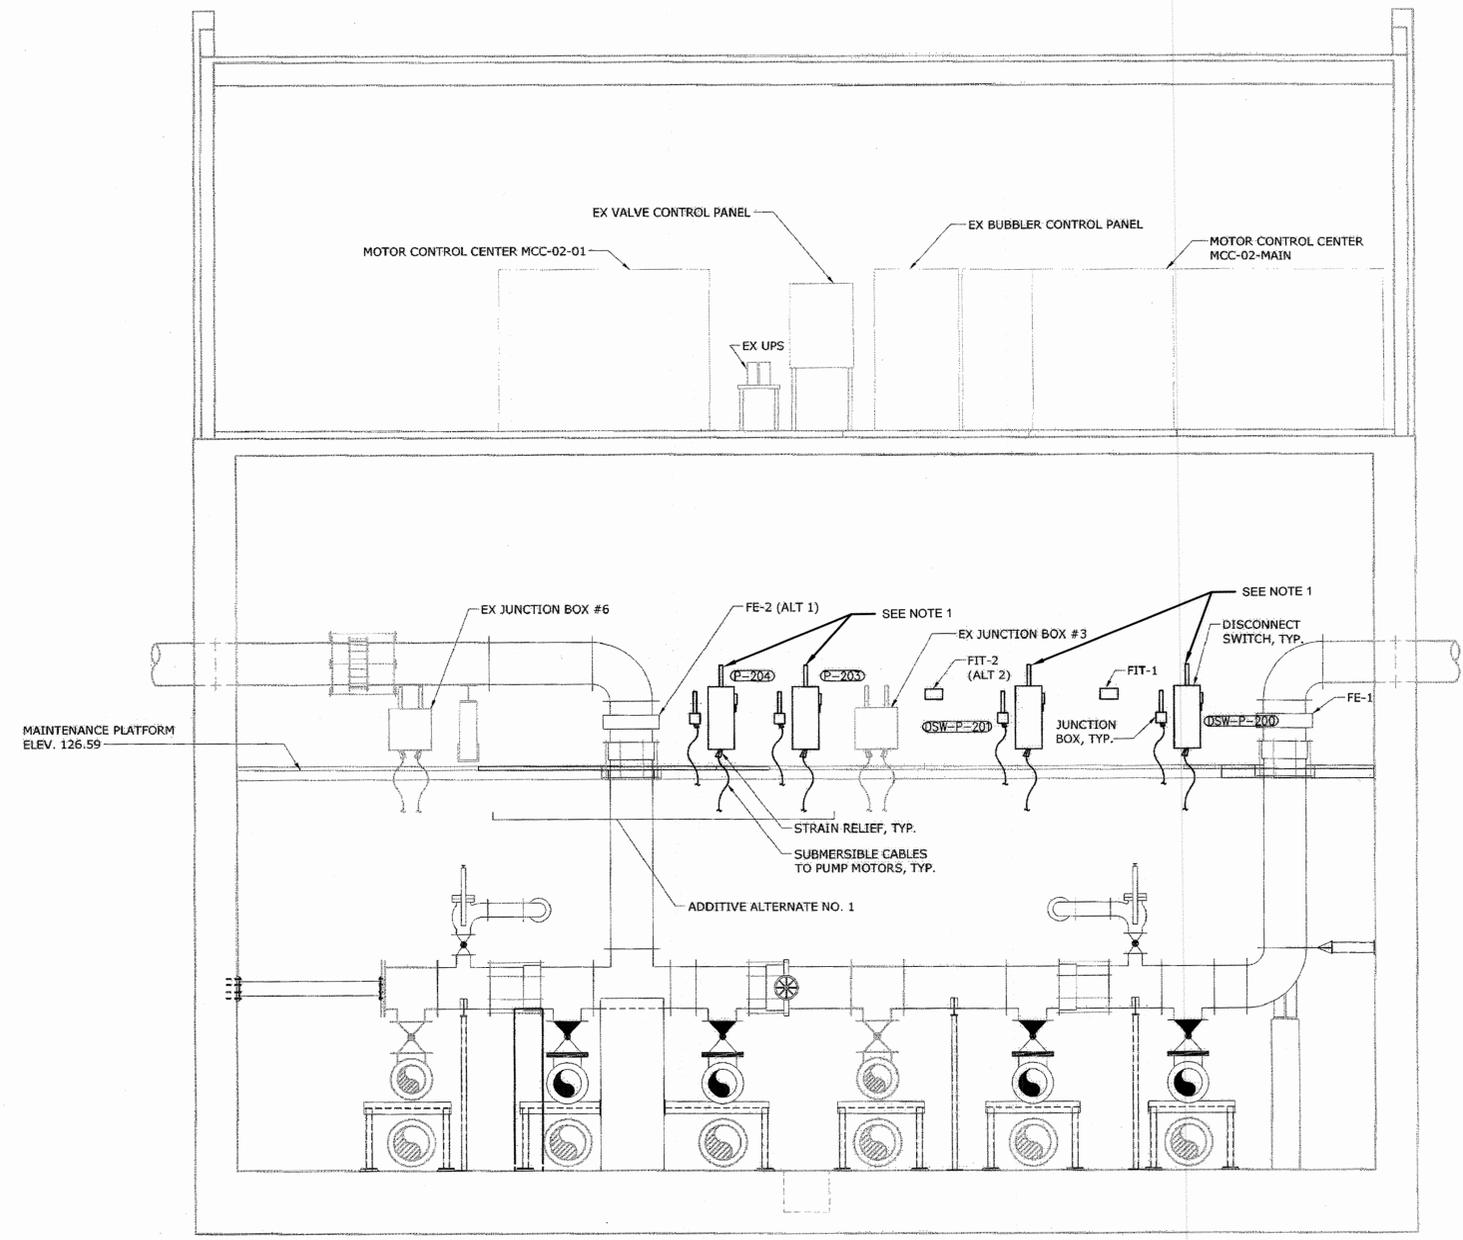 EX VALVE CONTROL PANEL
EX BUBBLER CONTROL PANEL
MOTOR CONTROL CENTER MCC-02-01
MOTOR CONTROL CENTER
MCC-02-MAIN
EX UPS
EX JUNCTION BOX #6
FE-2 (ALT 1)
SEE NOTE 1
SEE NOTE 1
EX JUNCTION BOX #3
DISCONNECT
SWITCH, TYP.
P-204
P-203
FIT-2
(ALT 2)
FIT-1
FE-1
MAINTENANCE PLATFORM
ELEV. 126.59
DSW-P-201
JUNCTION
BOX, TYP.
DSW-P-200
STRAIN RELIEF, TYP.
SUBMERSIBLE CABLES
TO PUMP MOTORS, TYP.
ADDITIVE ALTERNATE NO. 1